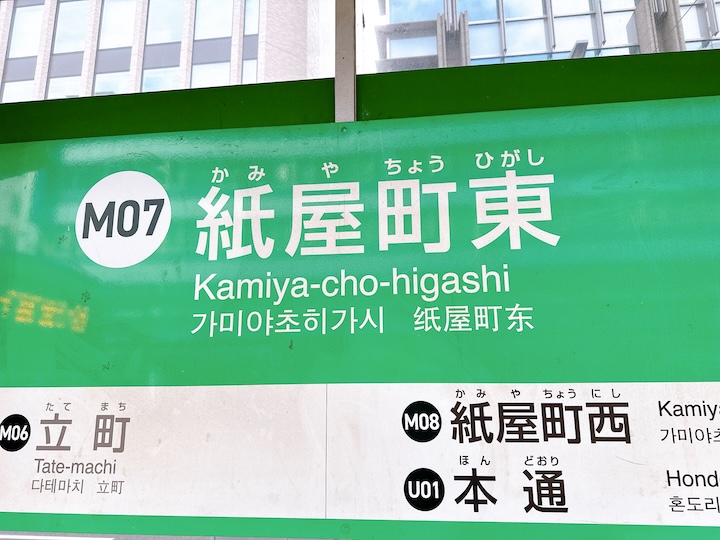 かみ や ちょう ひがし
M07 紙屋町東
Kamiya-cho-higashi
가미야초히가시 纸屋町东
たて まち
M06 立町
Tate-machi
다테마치 立町
かみ や ちょう にし
M08 紙屋町西
ほん どおり
U01 本通